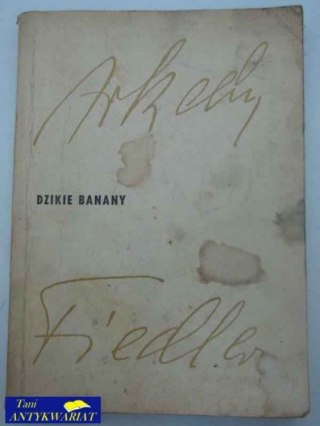 Arkady
DZIKIE BANANY
Fiedler
Tani
ANTYKWARIAT